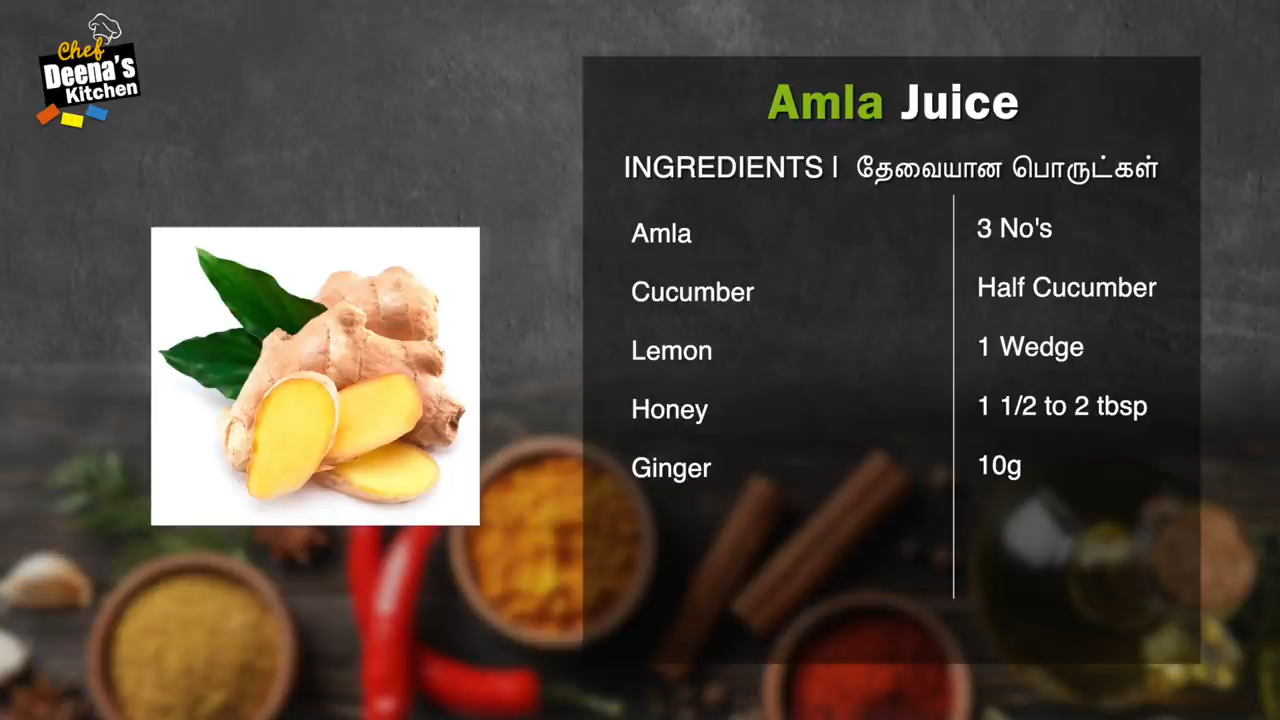 Chef
Deena's
Kitchen
Amla Juice
INGREDIENTS | தேவையான பொருட்கள்
Amla 3 No's
Cucumber Half Cucumber
Lemon 1 Wedge
Honey 1 1/2 to 2 tbsp
Ginger 10g